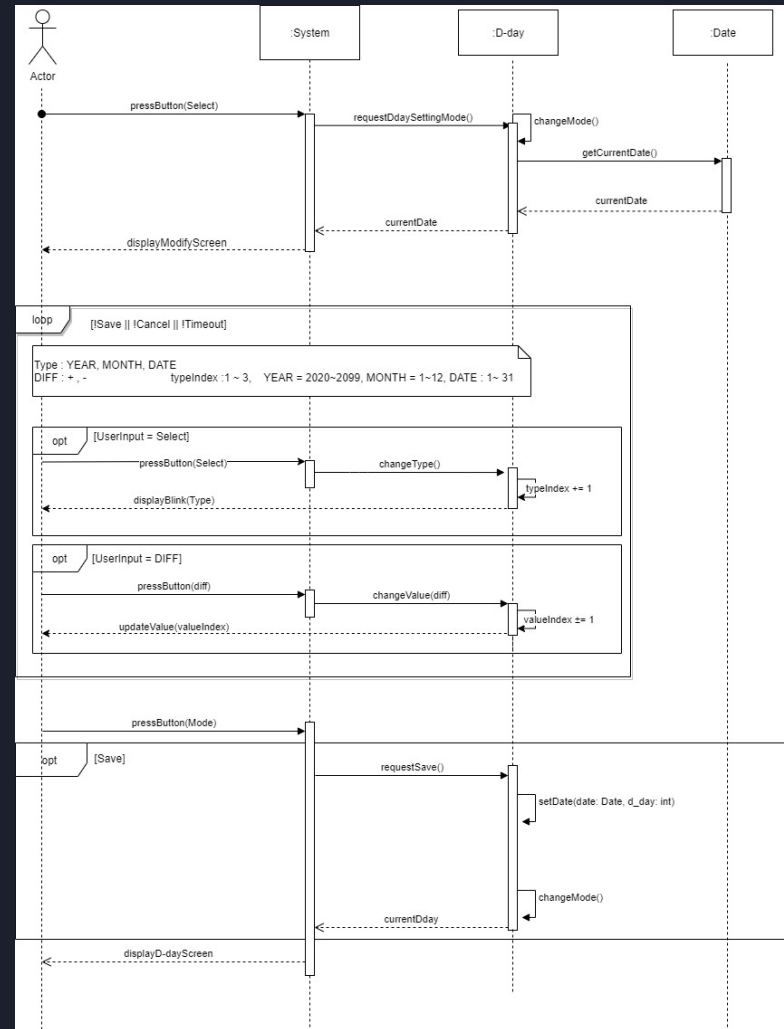 :System
:D-day
:Date
Actor
pressButton(Select)
requestDdaySettingMode()
changeMode()
getCurrentDate()
currentDate
currentDate
displayModifyScreen
loop
[!Save || !Cancel || !Timeout]
Type : YEAR, MONTH, DATE
DIFF : + , - typeIndex :1 ~ 3, YEAR = 2020~2099, MONTH = 1~12, DATE : 1~ 31
opt
[UserInput = Select]
pressButton(Select)
changeType()
typeIndex += 1
displayBlink(Type)
opt
[UserInput = DIFF]
pressButton(diff)
changeValue(diff)
valueIndex ±= 1
updateValue(valueIndex)
pressButton(Mode)
opt
[Save]
requestSave()
setDate(date: Date, d_day: int)
changeMode()
currentDday
displayD-dayScreen